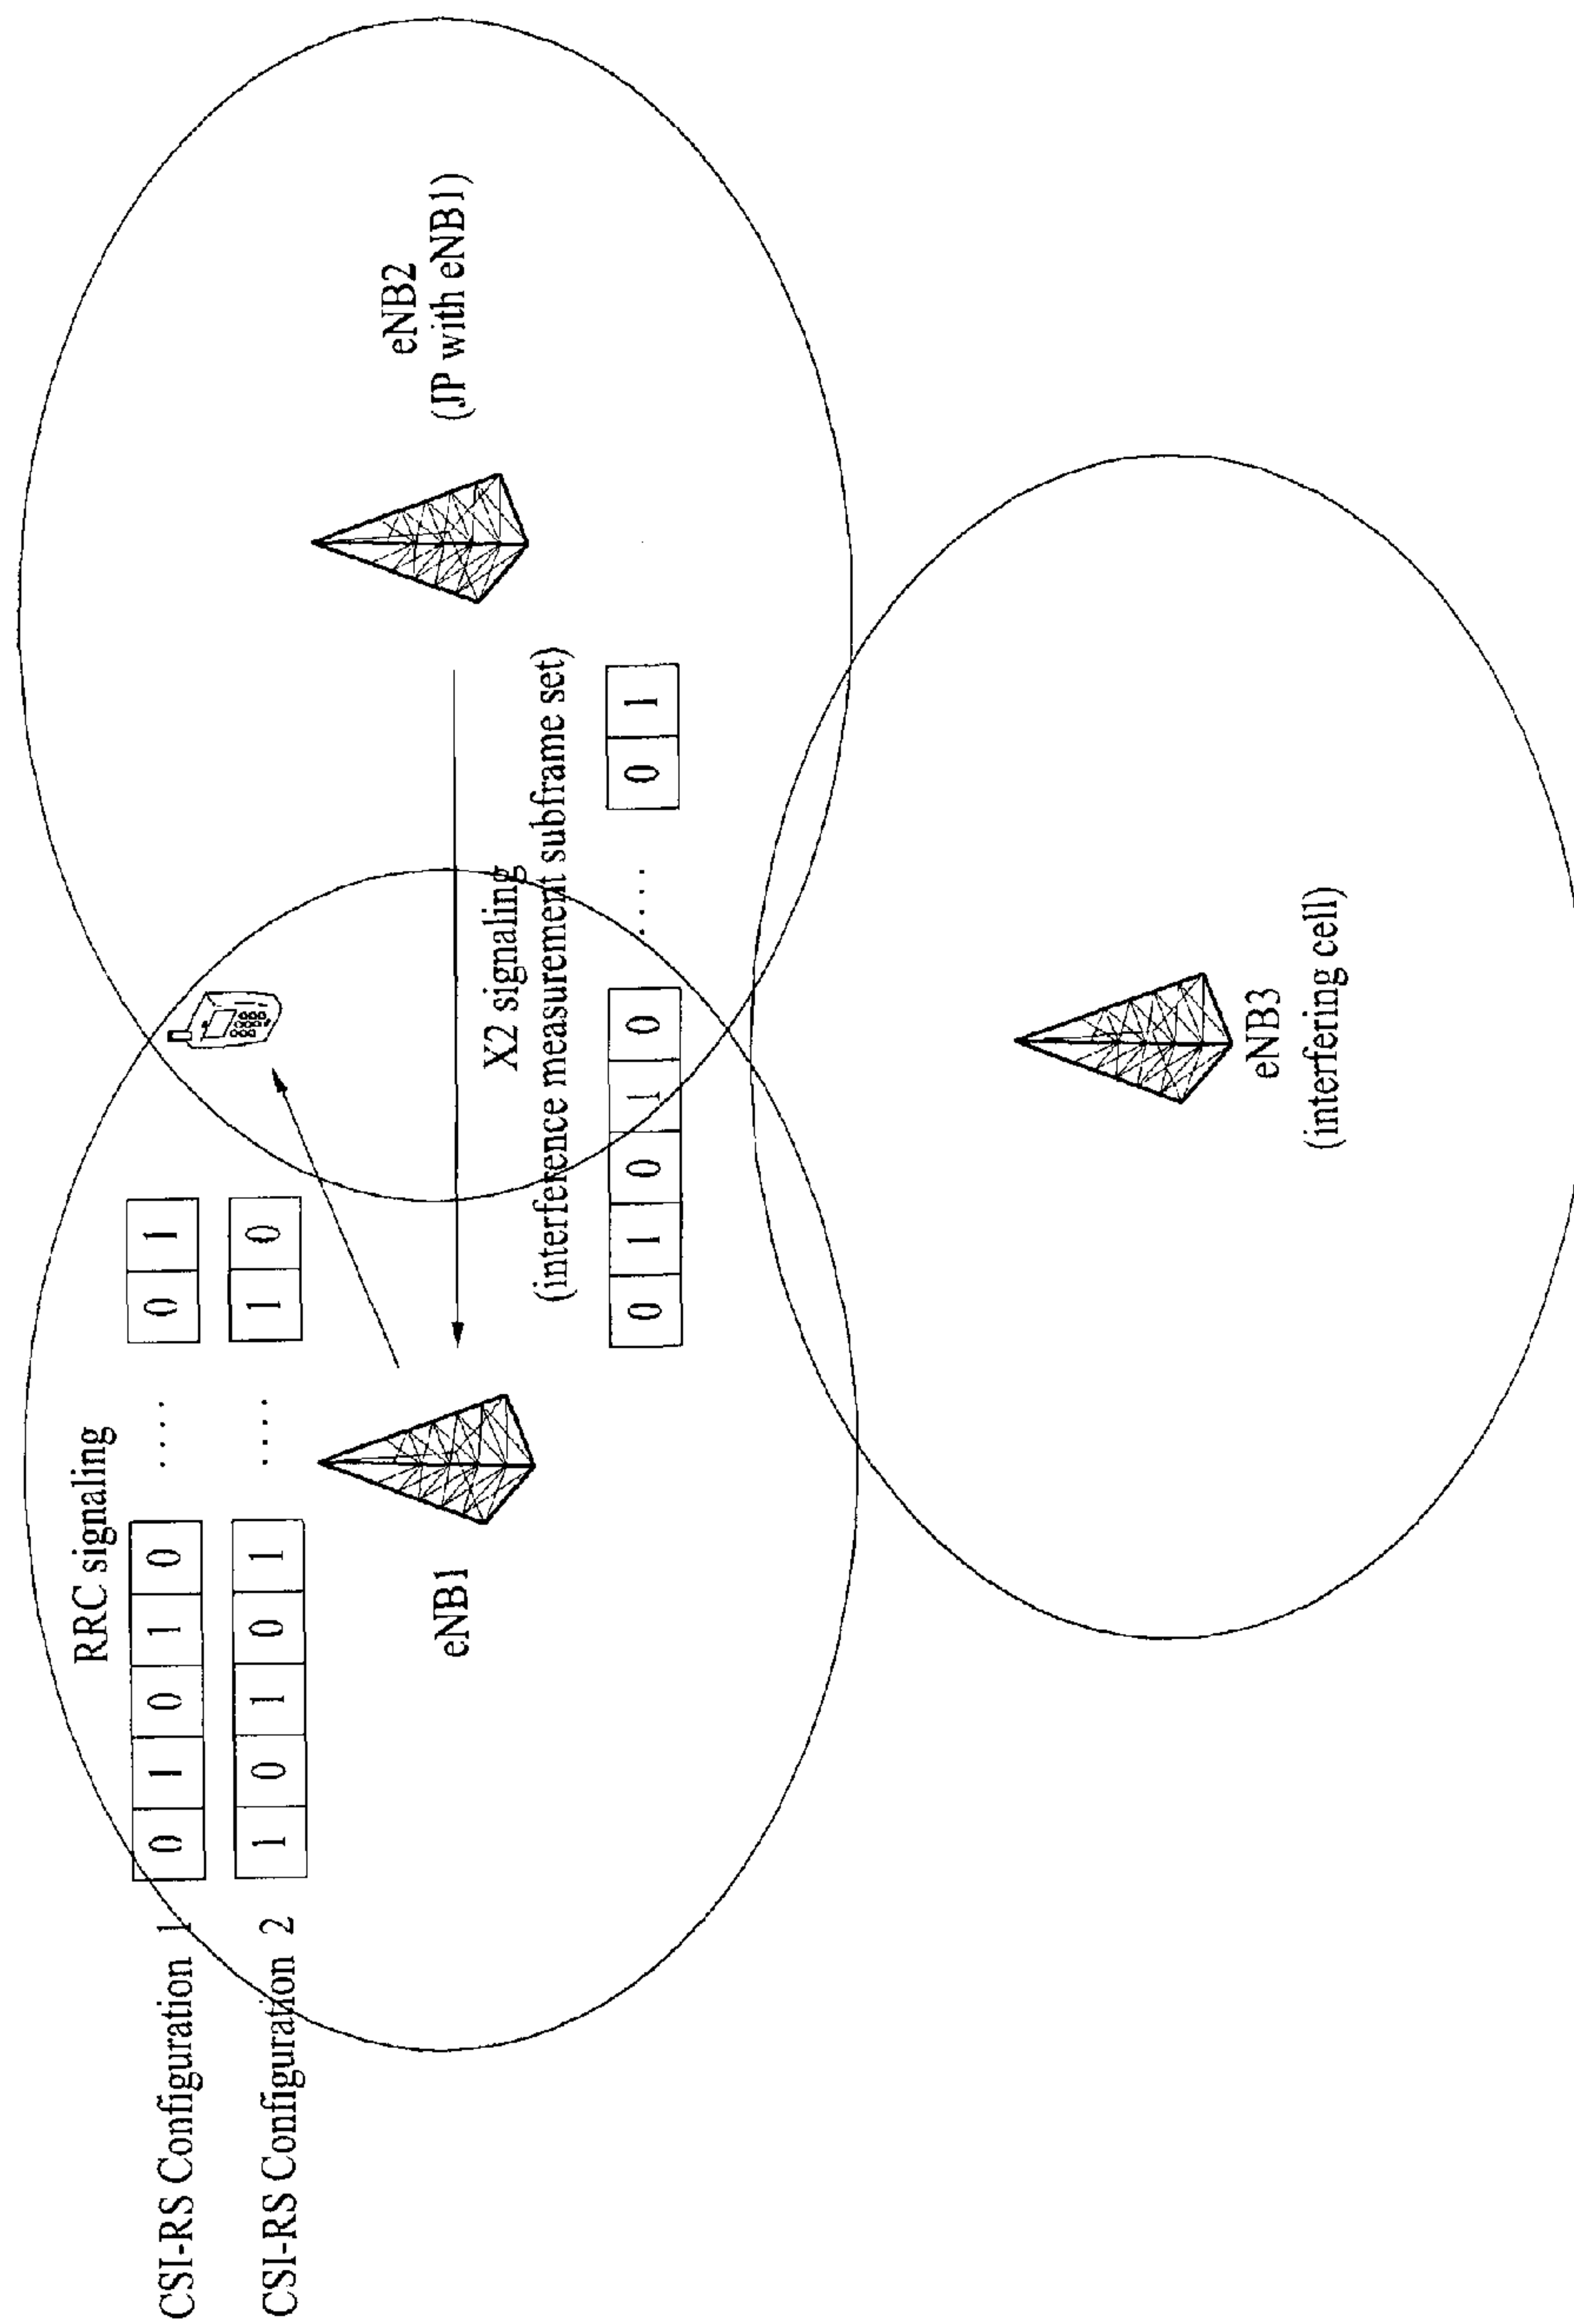 RRC signaling
CSI-RS Configuration 1 0 1 0 1 0 .... 0 1
CSI-RS Configuration 2 1 0 1 0 1 .... 1 0
eNB1
eNB2
(JP with eNB1)
X2 signaling
(interference measurement subframe set)
0 1 0 1 0 .... 0 1
eNB3
(interfering cell)